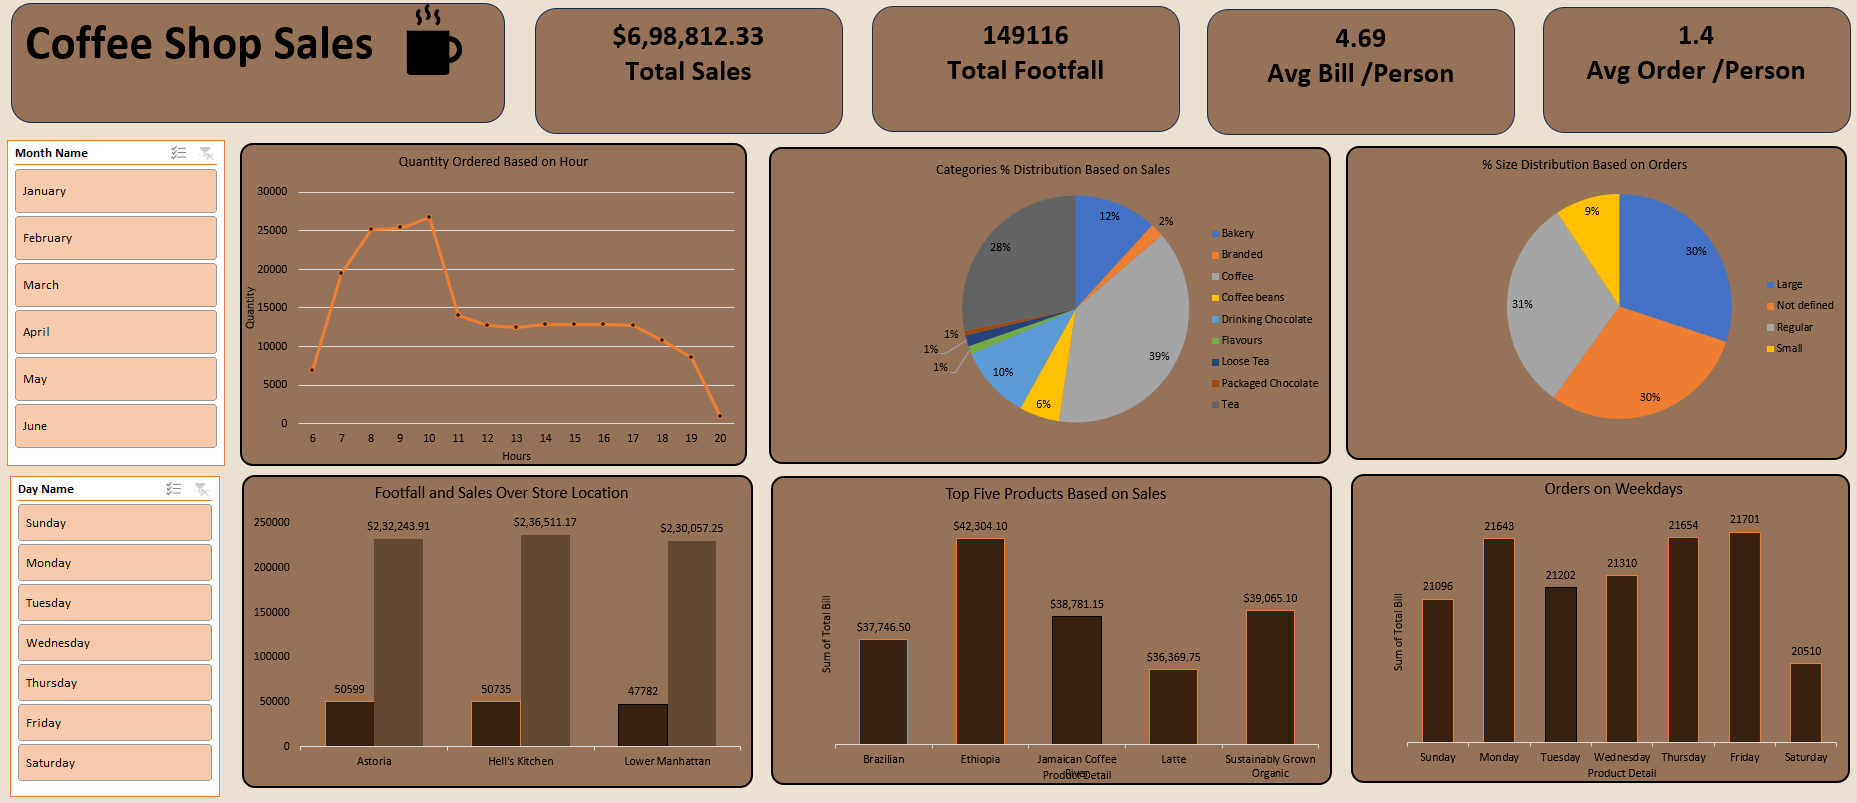 Coffee Shop Sales
$6,98,812.33
Total Sales
149116
Total Footfall
4.69
Avg Bill /Person
1.4
Avg Order /Person
Month Name
January
February
March
April
May
June
Quantity Ordered Based on Hour
30000
25000
20000
15000
10000
5000
0
Quantity
6 7 8 9 10 11 12 13 14 15 16 17 18 19 20
Hours
Categories % Distribution Based on Sales
12%
2%
39%
6%
10%
1%
1%
1%
28%
Bakery
Branded
Coffee
Coffee beans
Drinking Chocolate
Flavours
Loose Tea
Packaged Chocolate
Tea
% Size Distribution Based on Orders
9%
30%
31%
30%
Large
Not defined
Regular
Small
Day Name
Sunday
Monday
Tuesday
Wednesday
Thursday
Friday
Saturday
Footfall and Sales Over Store Location
250000
200000
150000
100000
50000
0
$2,32,243.91
$2,36,511.17
$2,30,057.25
50599
50735
47782
Astoria
Hell's Kitchen
Lower Manhattan
Top Five Products Based on Sales
Sum of Total Bill
$37,746.50
$42,304.10
$38,781.15
$36,369.75
$39,065.10
Brazilian
Ethiopia
Jamaican Coffee
River
Latte
Sustainably Grown
Organic
Product Detail
Orders on Weekdays
Sum of Total Bill
21096
21643
21202
21310
21654
21701
20510
Sunday Monday Tuesday Wednesday Thursday Friday Saturday
Product Detail